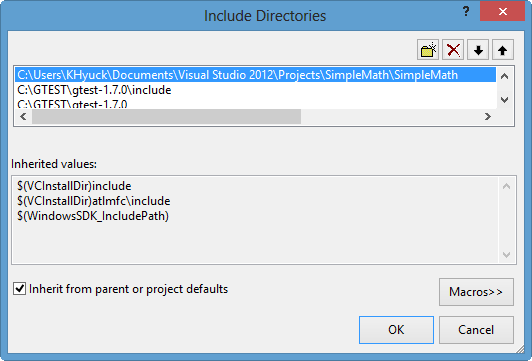 Include Directories
?
C:\Users\KHyuck\Documents\Visual Studio 2012\Projects\SimpleMath\SimpleMath
C:\GTEST\gtest-1.7.0\include
C:\GTEST\gtest-1.7.0
Inherited values:
$(VCInstallDir)include
$(VCInstallDir)atlmfc\include
$(WindowsSDK_IncludePath)
Inherit from parent or project defaults
Macros>>
OK
Cancel